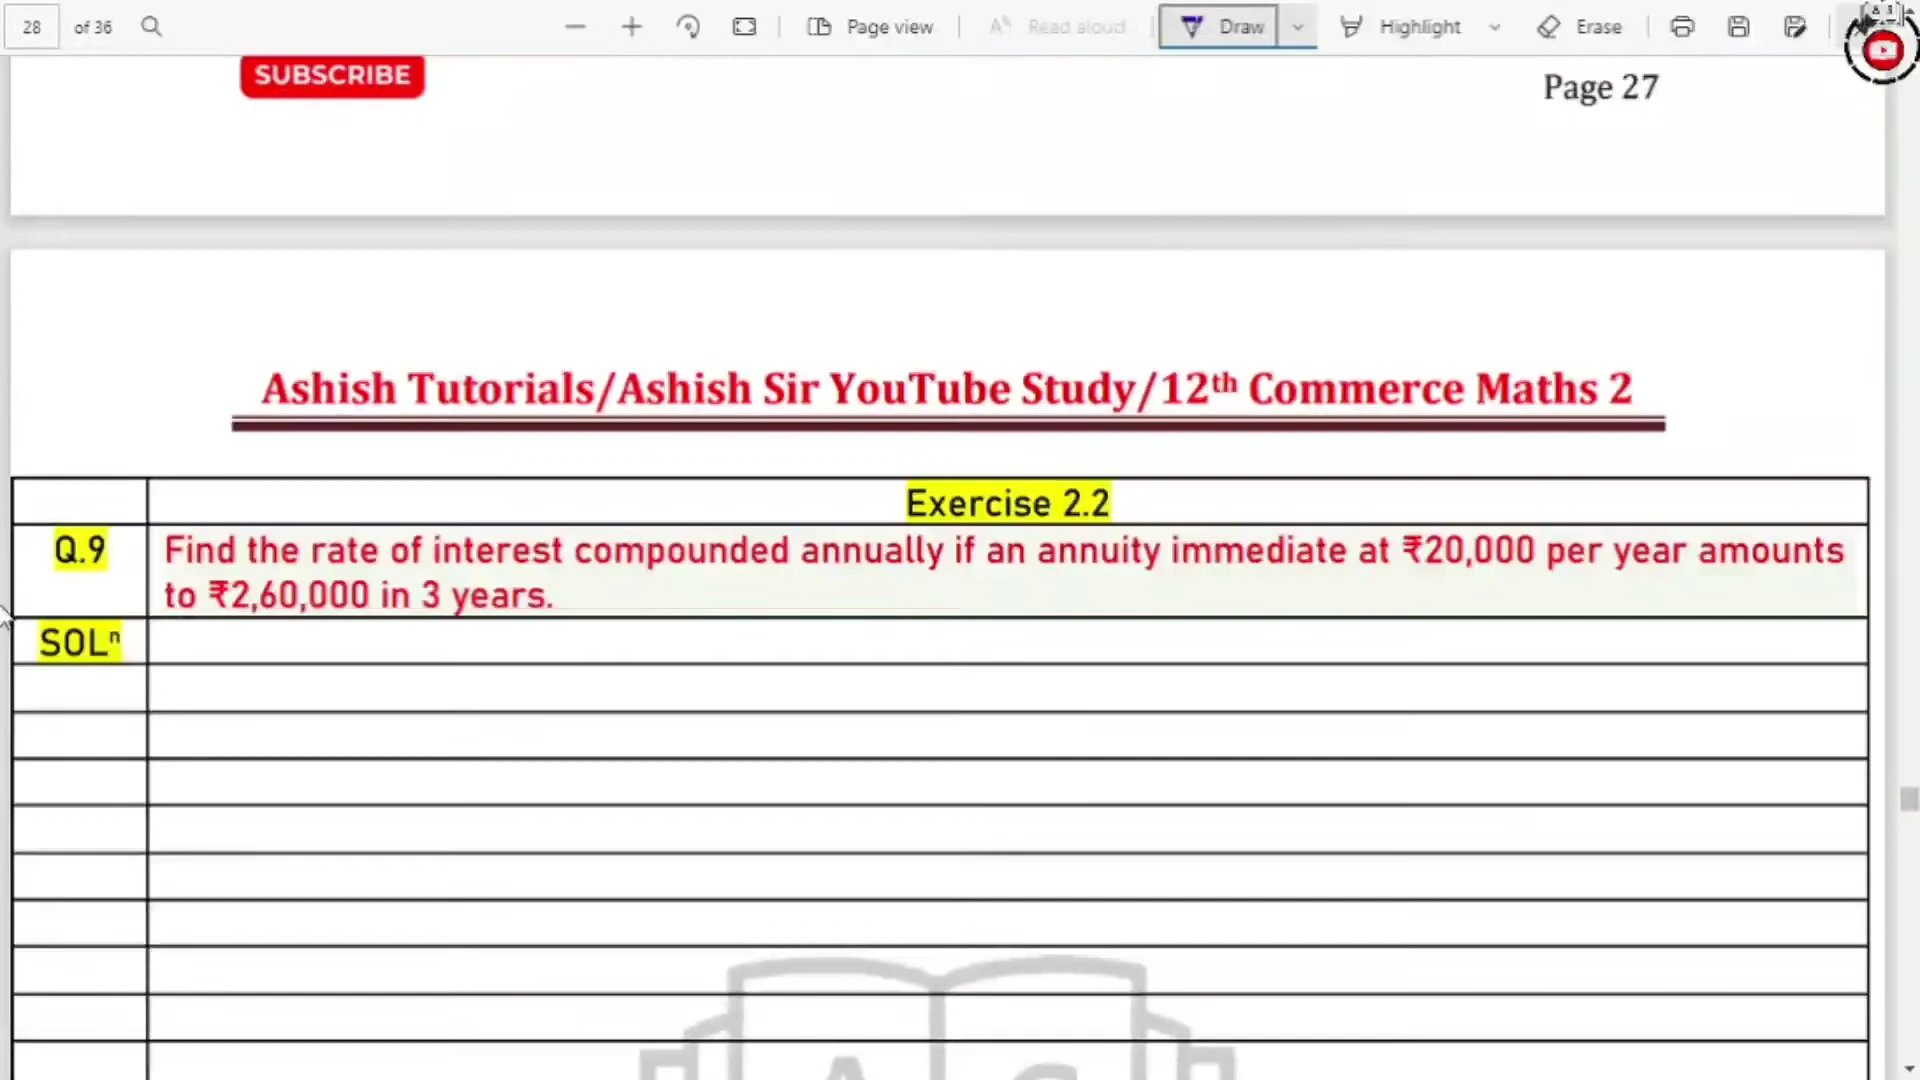 28 of 36 Page view Read aloud Draw Highlight Erase
SUBSCRIBE
Page 27
Ashish Tutorials/Ashish Sir YouTube Study/12th Commerce Maths 2
Exercise 2.2
Q.9 Find the rate of interest compounded annually if an annuity immediate at ₹20,000 per year amounts
to ₹2,60,000 in 3 years.
SOLⁿ